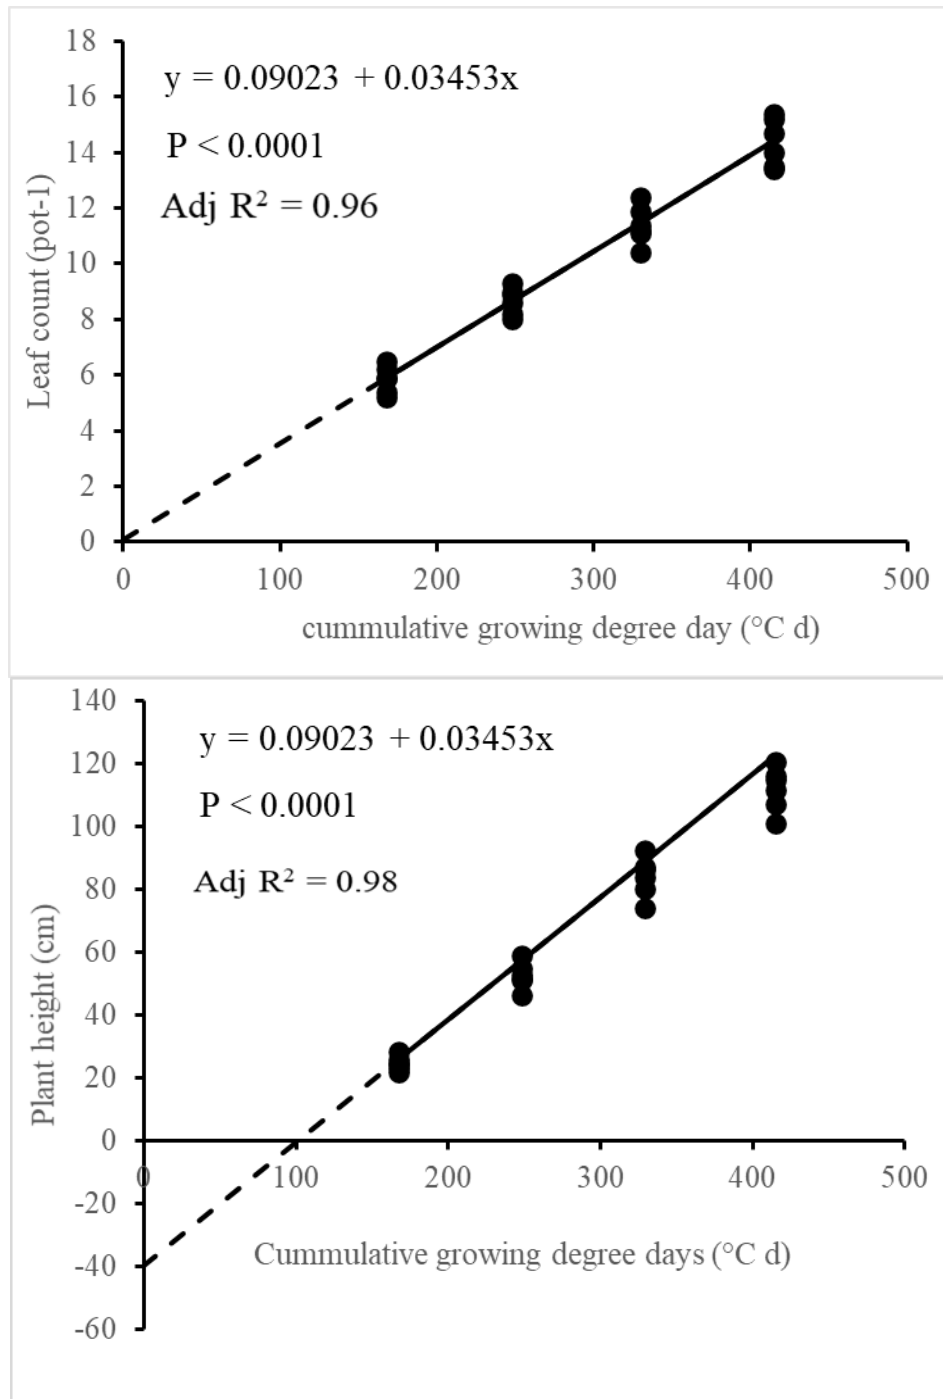 18
y = 0.09023 + 0.03453x
16
P < 0.0001
14
Adj R² = 0.96
12
10
8
6
4
2
0
Leaf count (pot-1)
0 100 200 300 400 500
cummulative growing degree day (°C d)
140
y = 0.09023 + 0.03453x
120
P < 0.0001
100
Adj R² = 0.98
80
60
40
20
0
Plant height (cm)
0 100 200 300 400 500
-20
Cummulative growing degree days (°C d)
-40
-60